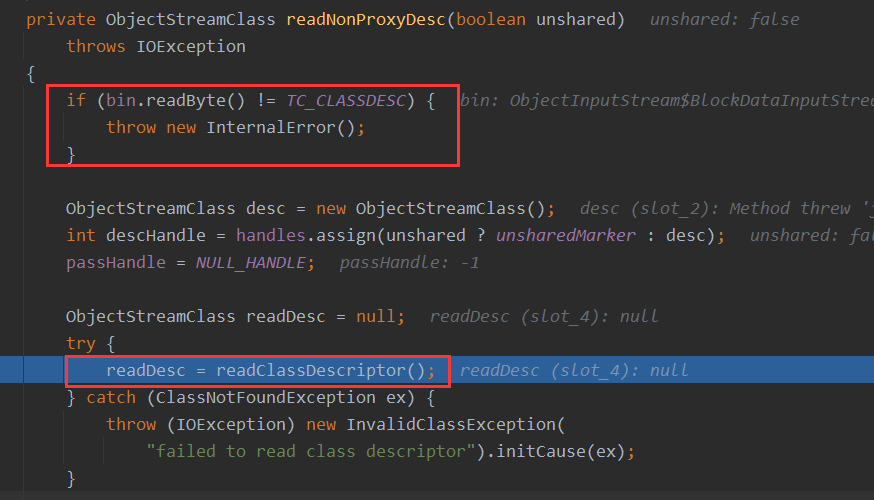 private ObjectStreamClass readNonProxyDesc(boolean unshared)  unshared: false
throws IOException
{
if (bin.readByte() != TC_CLASSDESC) {  bin: ObjectInputStream$BlockDataInputStrea
throw new InternalError();
}
ObjectStreamClass desc = new ObjectStreamClass();  desc (slot_2): Method threw 'j
int descHandle = handles.assign(unshared ? unsharedMarker : desc);  unshared: fal
passHandle = NULL_HANDLE;  passHandle: -1
ObjectStreamClass readDesc = null;  readDesc (slot_4): null
try {
readDesc = readClassDescriptor();  readDesc (slot_4): null
} catch (ClassNotFoundException ex) {
throw (IOException) new InvalidClassException(
"failed to read class descriptor").initCause(ex);
}